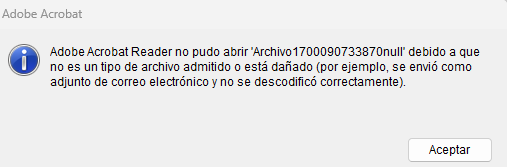 Adobe Acrobat
Adobe Acrobat Reader no pudo abrir 'Archivo1700090733870null' debido a que
no es un tipo de archivo admitido o está dañado (por ejemplo, se envió como
adjunto de correo electrónico y no se descodificó correctamente).
Aceptar